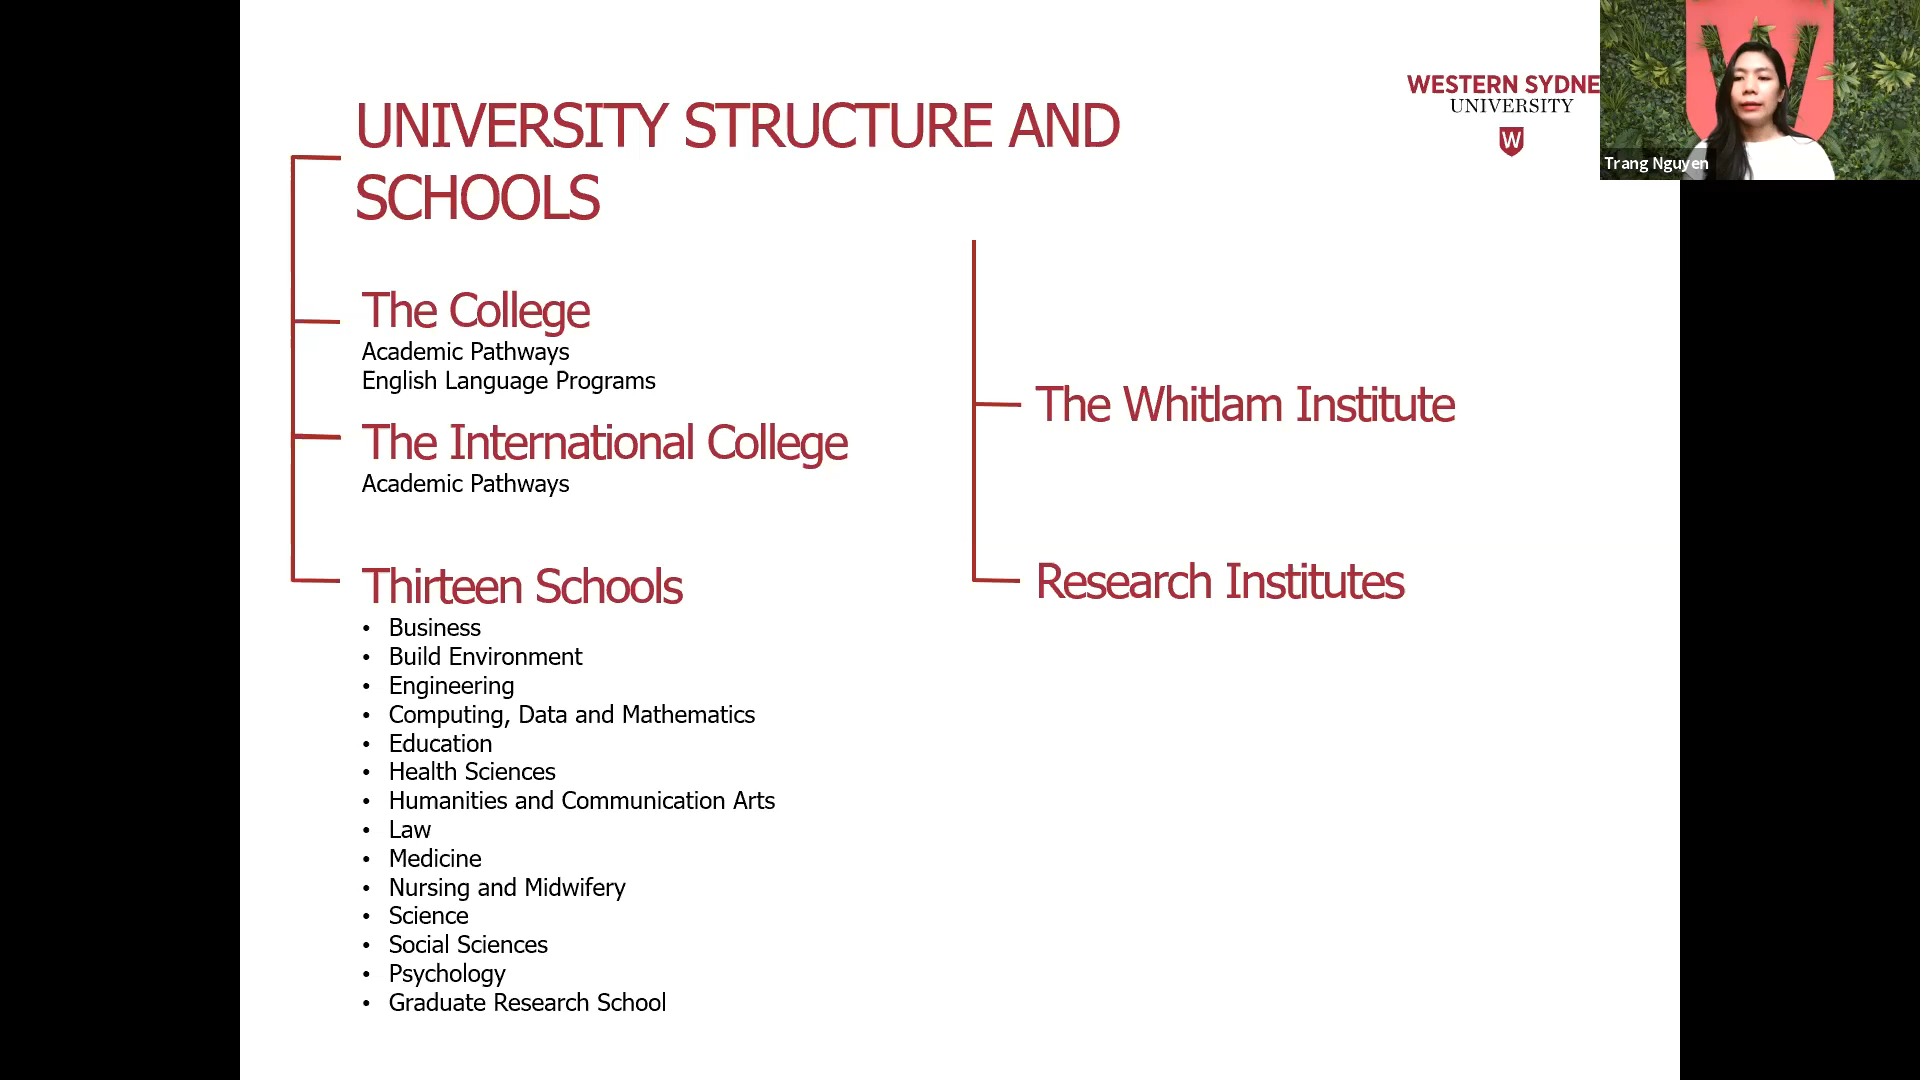 UNIVERSITY STRUCTURE AND
SCHOOLS
WESTERN SYDNE
UNIVERSITY
W
W
Trang Nguyen
The College
Academic Pathways
English Language Programs
The International College
Academic Pathways
Thirteen Schools
• Business
• Build Environment
• Engineering
• Computing, Data and Mathematics
• Education
• Health Sciences
• Humanities and Communication Arts
• Law
• Medicine
• Nursing and Midwifery
• Science
• Social Sciences
• Psychology
• Graduate Research School
The Whitlam Institute
Research Institutes